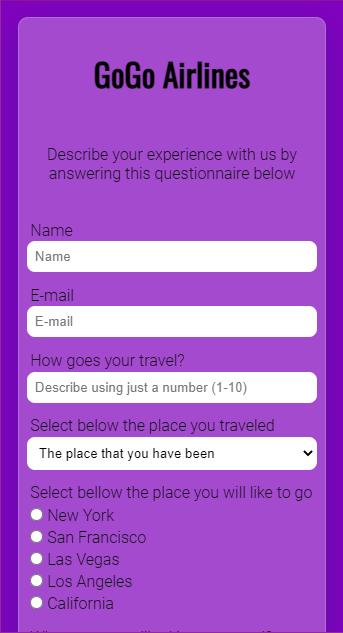 GoGo Airlines
Describe your experience with us by
answering this questionnaire below
Name
Name
E-mail
E-mail
How goes your travel?
Describe using just a number (1-10)
Select below the place you traveled
The place that you have been
Select bellow the place you will like to go
New York
San Francisco
Las Vegas
Los Angeles
California